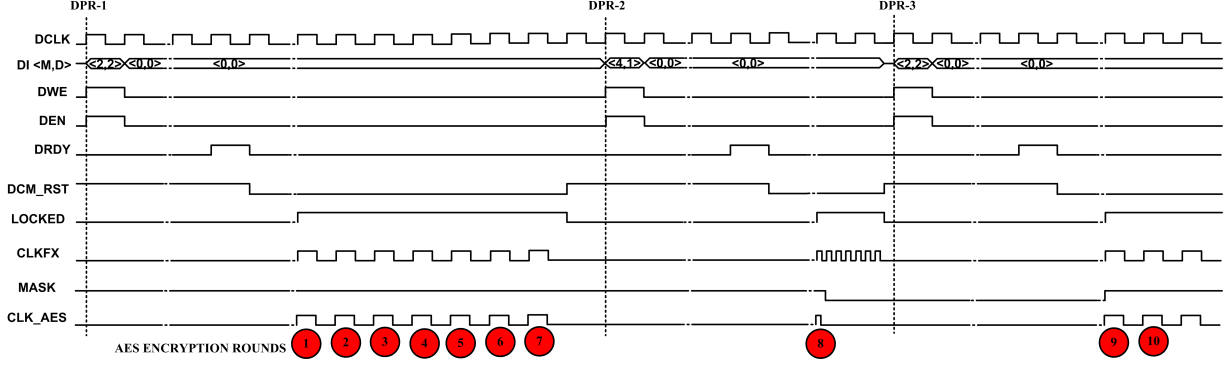 DPR-1 DPR-2 DPR-3
DCLK
DI <M,D> <2,2> <0,0> <0,0> <4,1> <0,0> <0,0> <2,2> <0,0> <0,0>
DWE
DEN
DRDY
DCM_RST
LOCKED
CLKFX
MASK
CLK_AES
AES ENCRYPTION ROUNDS 1 2 3 4 5 6 7 8 9 10